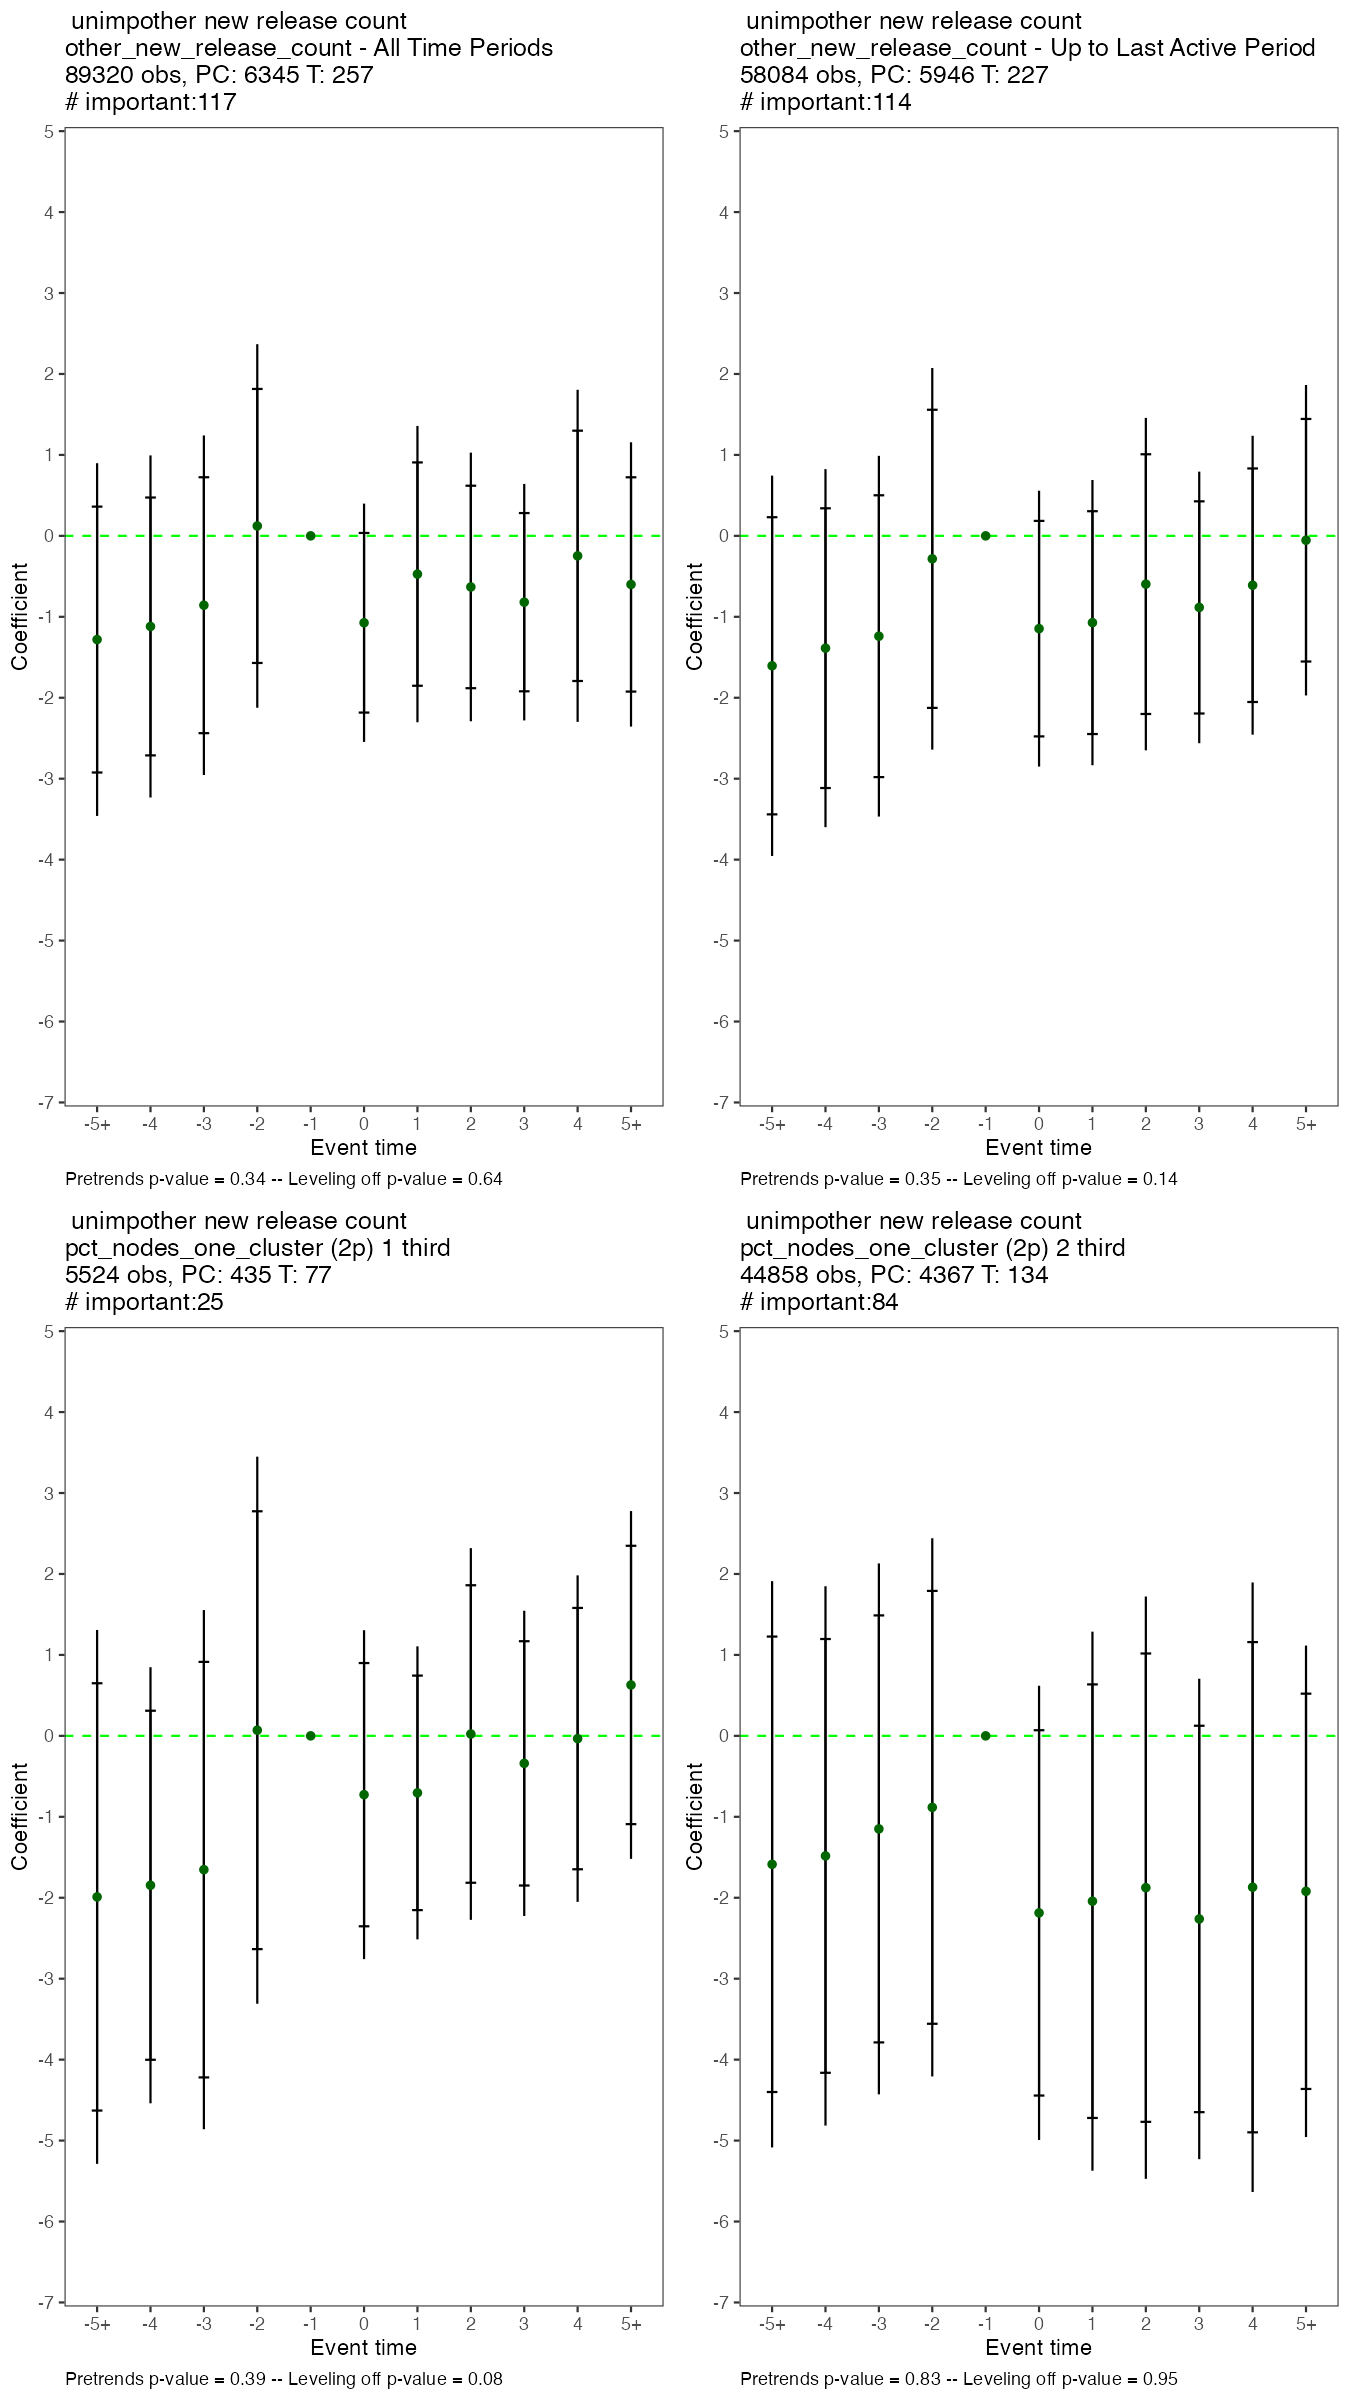 unimpother new release count
other_new_release_count - All Time Periods
89320 obs, PC: 6345 T: 257
# important:117
5
4
3
2
1
0
-1
-2
-3
-4
-5
-6
-7
Coefficient
-5+ -4 -3 -2 -1 0 1 2 3 4 5+
Event time
Pretrends p-value = 0.34 -- Leveling off p-value = 0.64
unimpother new release count
other_new_release_count - Up to Last Active Period
58084 obs, PC: 5946 T: 227
# important:114
5
4
3
2
1
0
-1
-2
-3
-4
-5
-6
-7
Coefficient
-5+ -4 -3 -2 -1 0 1 2 3 4 5+
Event time
Pretrends p-value = 0.35 -- Leveling off p-value = 0.14
unimpother new release count
pct_nodes_one_cluster (2p) 1 third
5524 obs, PC: 435 T: 77
# important:25
5
4
3
2
1
0
-1
-2
-3
-4
-5
-6
-7
Coefficient
-5+ -4 -3 -2 -1 0 1 2 3 4 5+
Event time
Pretrends p-value = 0.39 -- Leveling off p-value = 0.08
unimpother new release count
pct_nodes_one_cluster (2p) 2 third
44858 obs, PC: 4367 T: 134
# important:84
5
4
3
2
1
0
-1
-2
-3
-4
-5
-6
-7
Coefficient
-5+ -4 -3 -2 -1 0 1 2 3 4 5+
Event time
Pretrends p-value = 0.83 -- Leveling off p-value = 0.95